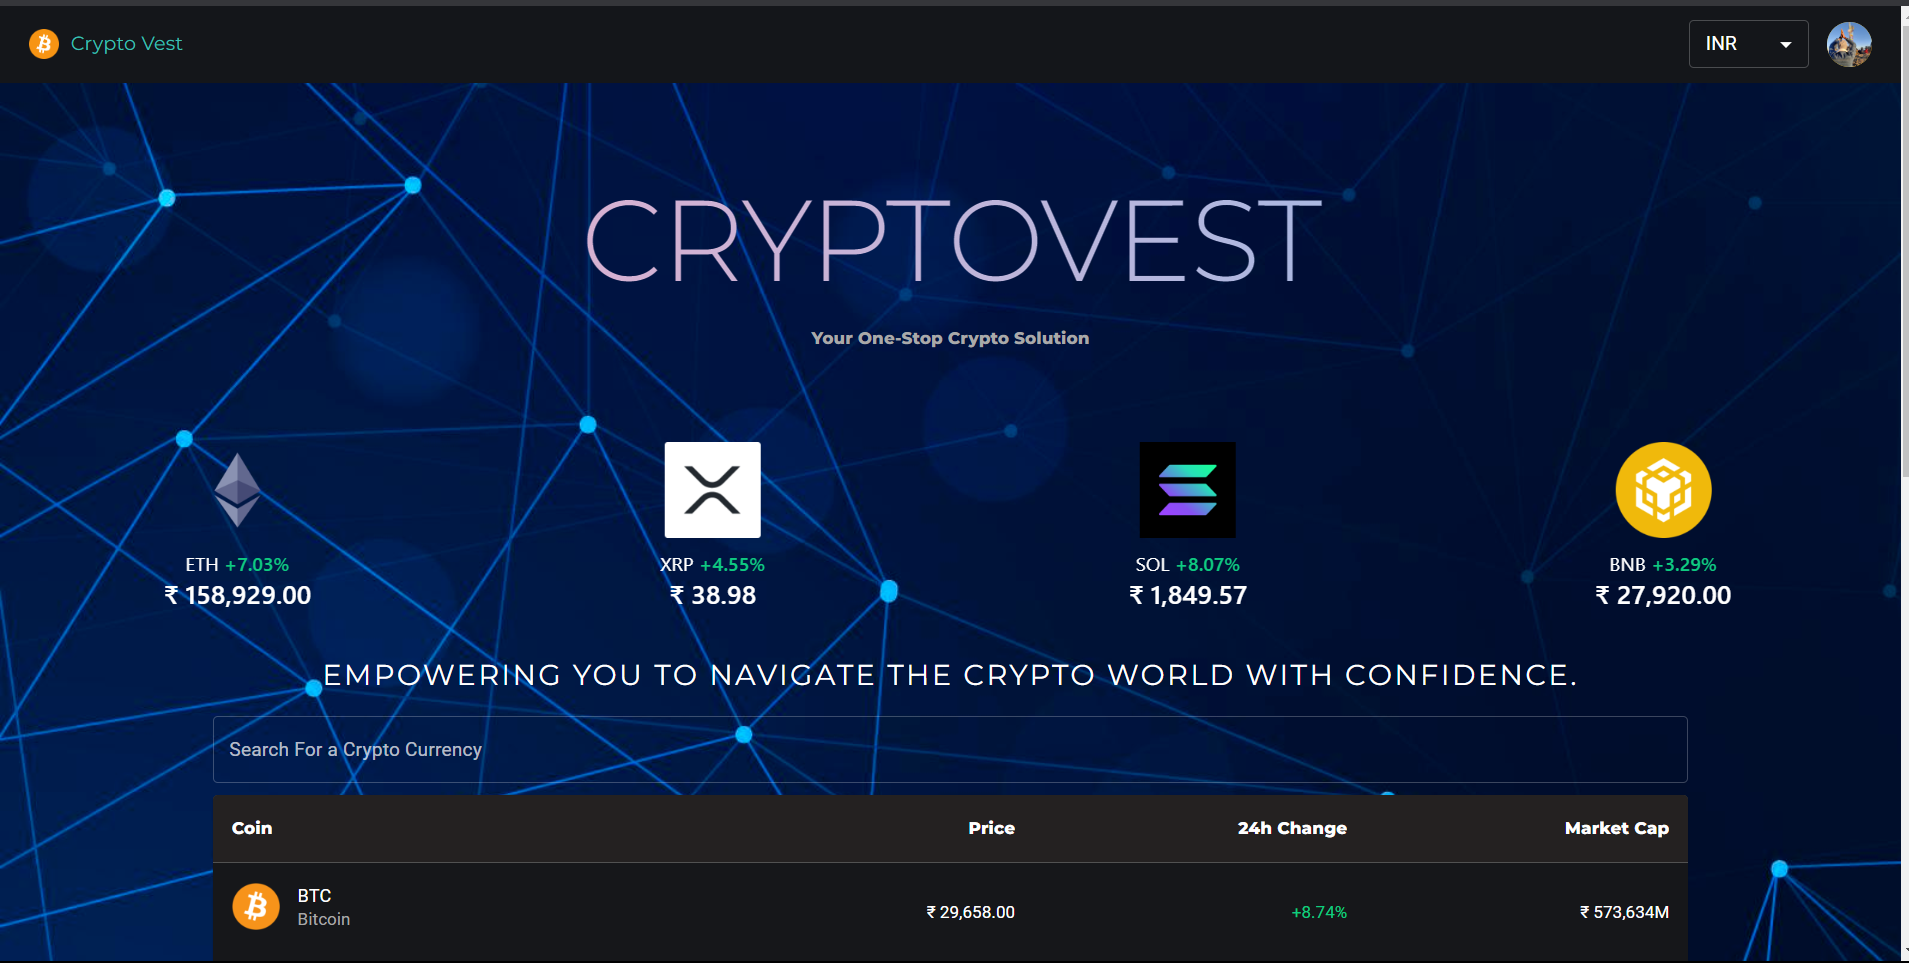 Crypto Vest
INR
CRYPTOVEST
Your One-Stop Crypto Solution
ETH +7.03%
₹ 158,929.00
XRP +4.55%
₹ 38.98
SOL +8.07%
₹ 1,849.57
BNB +3.29%
₹ 27,920.00
EMPOWERING YOU TO NAVIGATE THE CRYPTO WORLD WITH CONFIDENCE.
Search For a Crypto Currency
Coin Price 24h Change Market Cap
BTC
Bitcoin
₹ 29,658.00 +8.74% ₹ 573,634M